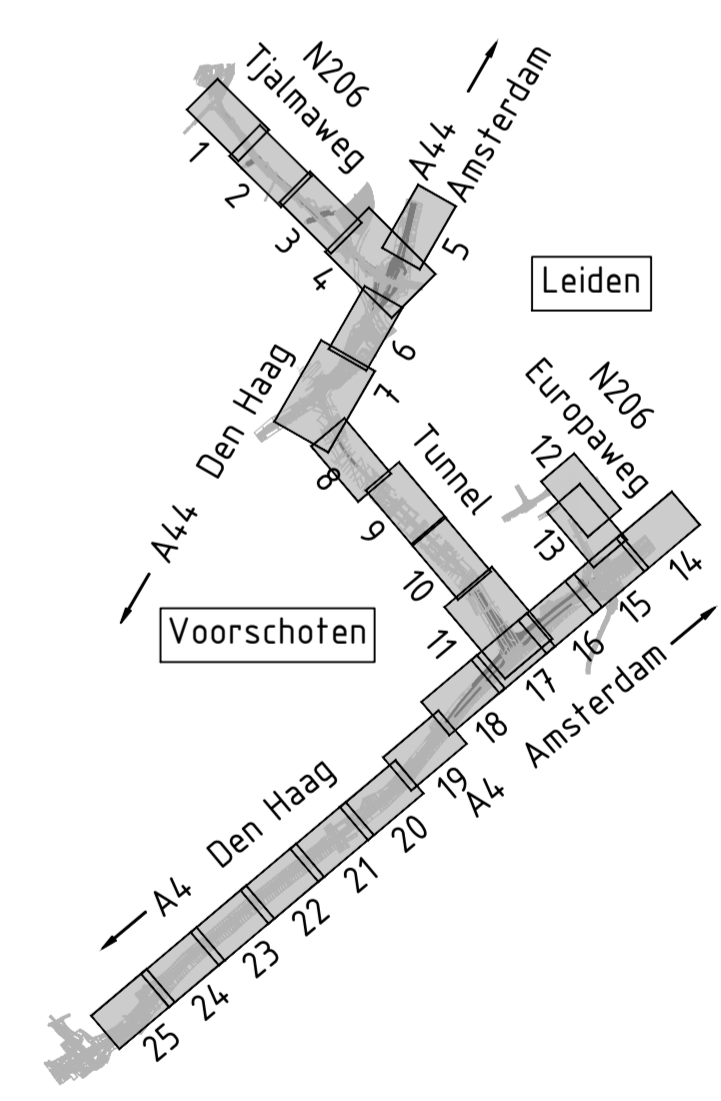 N206
Tjalmaweg
A44
Amsterdam
1
2
3
4
5
Leiden
6
7
A44 Den Haag
8
Tunnel
N206
Europaweg
12
9
13
10
14
11
15
Voorschoten
16
17
18
A4 Amsterdam
19
A4 Den Haag
20
21
22
23
24
25